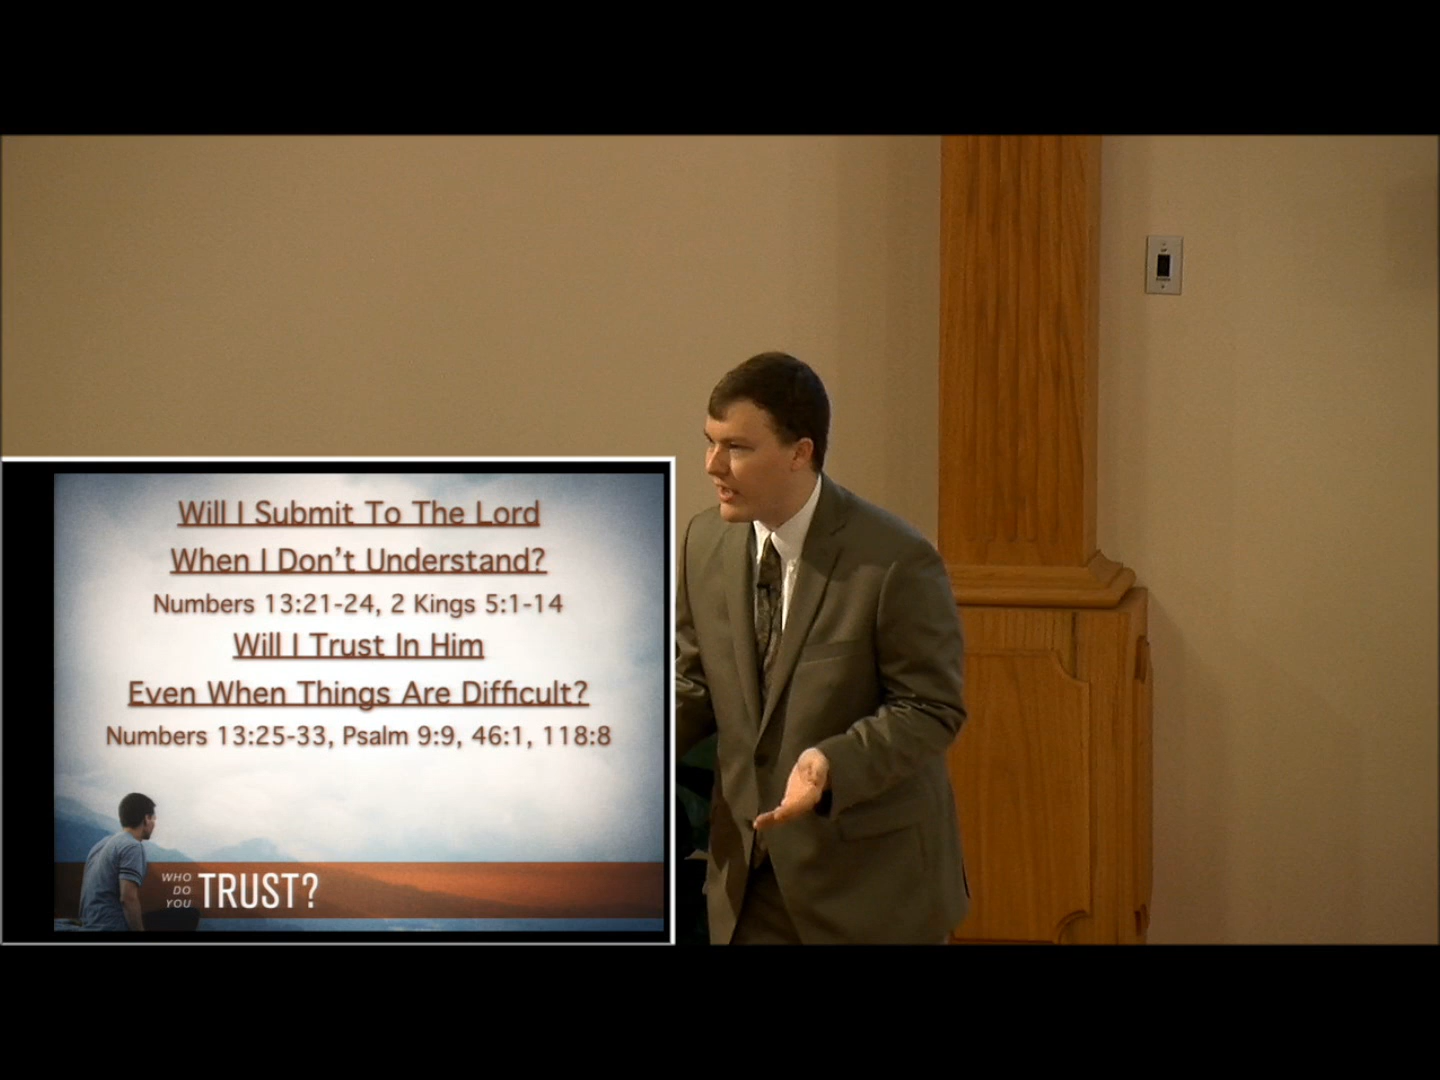 Will I Submit To The Lord
When I Don't Understand?
Numbers 13:21-24, 2 Kings 5:1-14
Will I Trust In Him
Even When Things Are Difficult?
Numbers 13:25-33, Psalm 9:9, 46:1, 118:8
WHO
DO
YOU
TRUST?